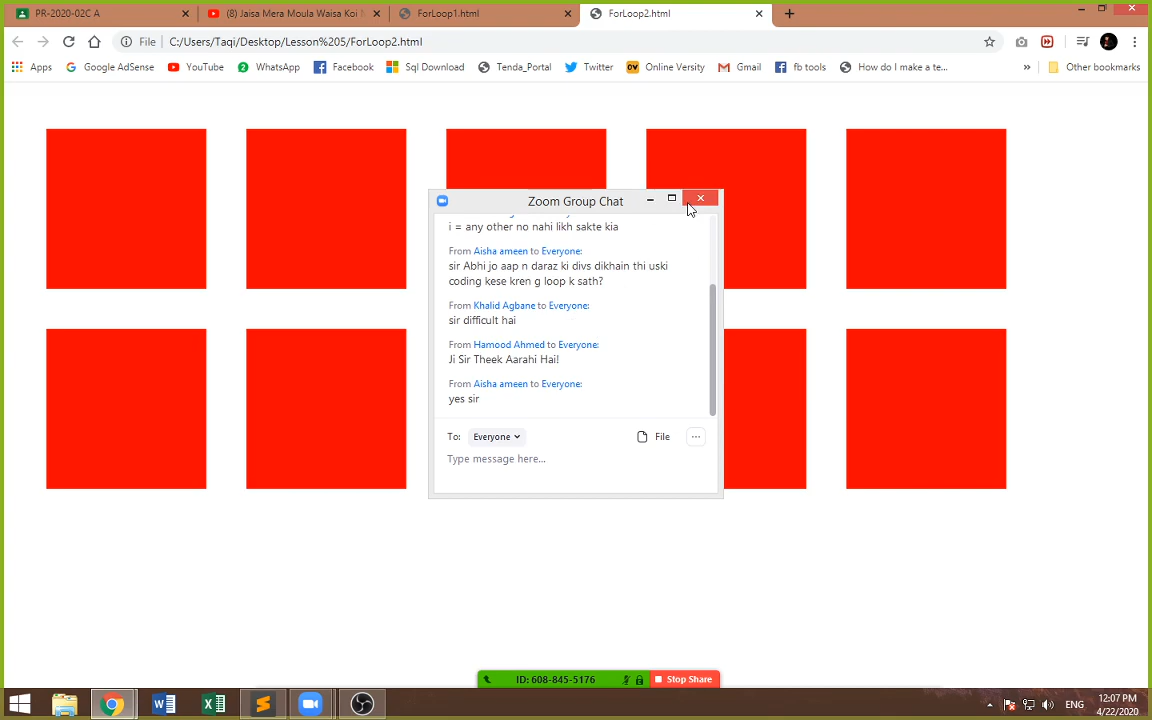 PR-2020-02C A
(8) Jaisa Mera Moula Waisa Koi
ForLoop1.html
ForLoop2.html
File
C:/Users/Taqi/Desktop/Lesson%205/ForLoop2.html
Apps
Google AdSense
YouTube
WhatsApp
Facebook
Sql Download
Tenda_Portal
Twitter
Online Versity
Gmail
fb tools
How do I make a te...
»
Other bookmarks
Zoom Group Chat
i = any other no nahi likh sakte kia
From Aisha ameen to Everyone:
sir Abhi jo aap n daraz ki divs dikhain thi uski
coding kese kren g loop k sath?
From Khalid Agbane to Everyone:
sir difficult hai
From Hamood Ahmed to Everyone:
Ji Sir Theek Aarahi Hai!
From Aisha ameen to Everyone:
yes sir
To: Everyone
File
...
Type message here...
ID: 608-845-5176
Stop Share
ENG
12:07 PM
4/22/2020